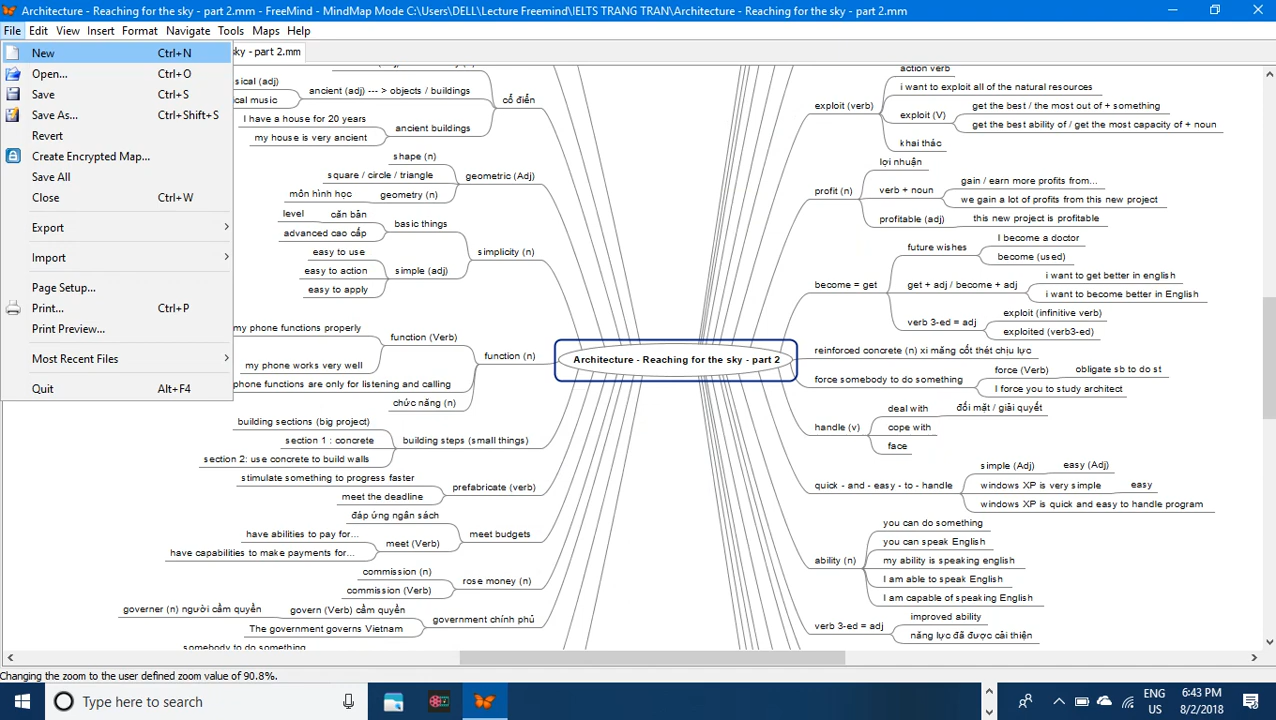 Architecture - Reaching for the sky - part 2.mm - FreeMind - MindMap Mode C:\Users\DELL\Lecture Freemind\IELTS TRANG TRAN\Architecture - Reaching for the sky - part 2.mm
File Edit View Insert Format Navigate Tools Maps Help
New Ctrl+N
Open... Ctrl+O
Save Ctrl+S
Save As... Ctrl+Shift+S
Revert
Create Encrypted Map...
Save All
Close Ctrl+W
Export
Import
Page Setup...
Print... Ctrl+P
Print Preview...
Most Recent Files
Quit Alt+F4
sky - part 2.mm
sical (adj)
cal music
ancient (adj) --- > objects / buildings
cổ điển
I have a house for 20 years
my house is very ancient
ancient buildings
shape (n)
square / circle / triangle
môn hình học
geometry (n)
geometric (Adj)
level
căn bản
advanced cao cấp
basic things
easy to use
easy to action
easy to apply
simple (adj)
simplicity (n)
my phone functions properly
my phone works very well
function (Verb)
phone functions are only for listening and calling
chức năng (n)
function (n)
building sections (big project)
section 1 : concrete
section 2: use concrete to build walls
building steps (small things)
stimulate something to progress faster
meet the deadline
prefabricate (verb)
đáp ứng ngân sách
have abilities to pay for...
have capabilities to make payments for...
meet (Verb)
meet budgets
commission (n)
commission (Verb)
rose money (n)
governer (n) người cầm quyền
govern (Verb) cầm quyền
The government governs Vietnam
government chính phủ
somebody to do something
Architecture - Reaching for the sky - part 2
action verb
i want to exploit all of the natural resources
exploit (verb)
exploit (V)
get the best / the most out of + something
get the best ability of / get the most capacity of + noun
khai thác
lợi nhuận
profit (n)
verb + noun
gain / earn more profits from...
we gain a lot of profits from this new project
profitable (adj)
this new project is profitable
future wishes
I become a doctor
become (used)
become = get
get + adj / become + adj
i want to get better in english
i want to become better in English
verb 3-ed = adj
exploit (infinitive verb)
exploited (verb3-ed)
reinforced concrete (n) xi măng cốt thét chịu lực
force somebody to do something
force (Verb)
obligate sb to do st
I force you to study architect
handle (v)
deal with
đối mặt / giải quyết
cope with
face
quick - and - easy - to - handle
simple (Adj)
easy (Adj)
windows XP is very simple
easy
windows XP is quick and easy to handle program
ability (n)
you can do something
you can speak English
my ability is speaking english
I am able to speak English
I am capable of speaking English
verb 3-ed = adj
improved ability
năng lực đã được cải thiện
Changing the zoom to the user defined zoom value of 90.8%.
Type here to search
ENG
US
6:43 PM
8/2/2018